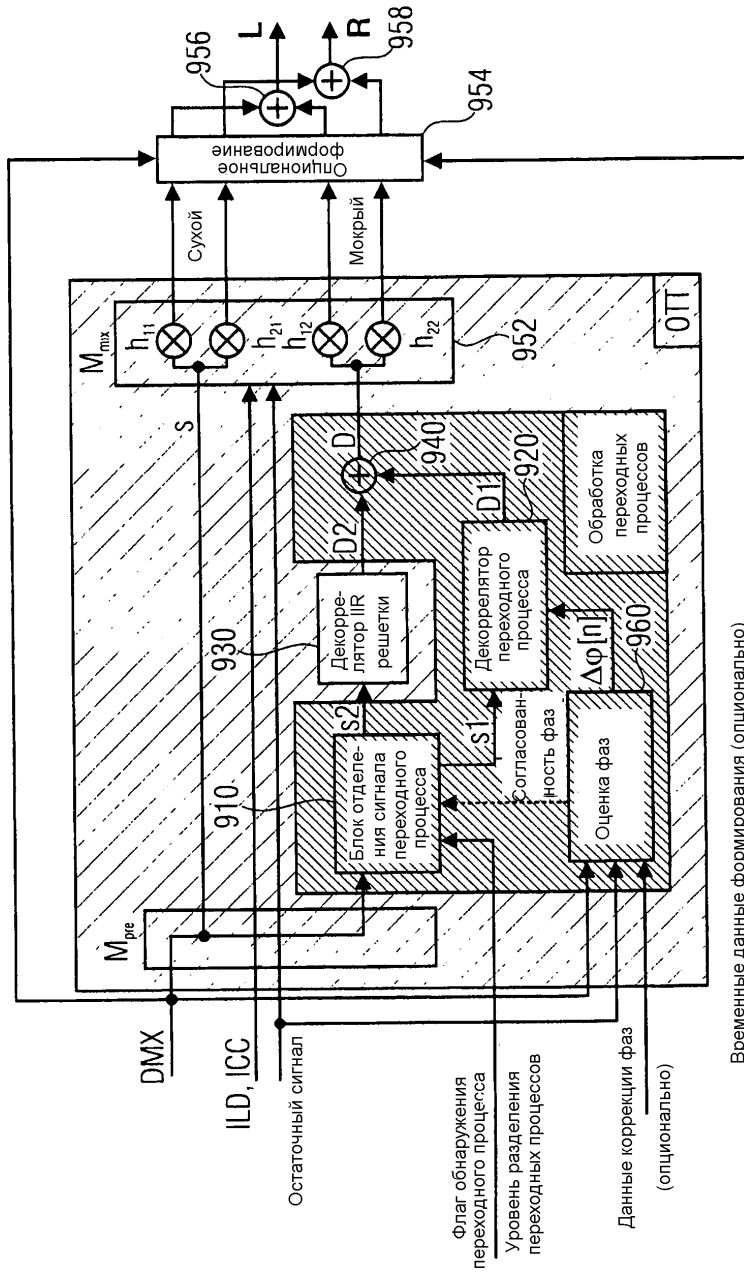 DMX
ILD, ICC
Остаточный сигнал
Флаг обнаружения
переходного процесса
Уровень разделения
переходных процессов
Данные коррекции фаз
(опционально)
M pre
910
Блок отделе-
ния сигнала
переходного
процесса
s2
s1
930
Декорре-
лятор IIR
решетки
D2
D
940
Согласован-
ность фаз
Декоррелятор
переходного
процесса
D1
920
Оценка фаз
Δφ[n]
960
Обработка
переходных
процессов
S
M mix
h11
h21
h12
h22
952
ОТТ
Сухой
Мокрый
Опциональное
формирование
954
956
L
R
958
Временные данные формирования (опционально)